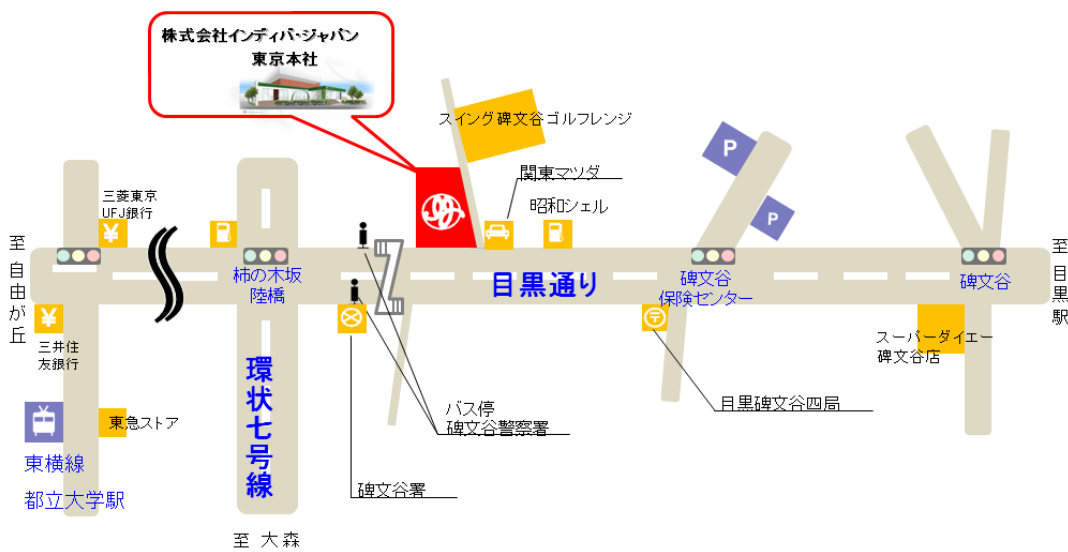 株式会社インディバ・ジャパン
東京本社
スイング碑文谷ゴルフレンジ
P
関東マツダ
三菱東京
UFJ銀行
¥
昭和シェル
P
至 自由が丘
柿の木坂
陸橋
目黒通り
碑文谷
保険センター
碑文谷
至 目黒駅
¥
〒
三井住
友銀行
スーパーダイエー
碑文谷店
環状七号線
東急ストア
バス停
碑文谷警察署
目黒碑文谷四局
東横線
都立大学駅
碑文谷署
至 大森